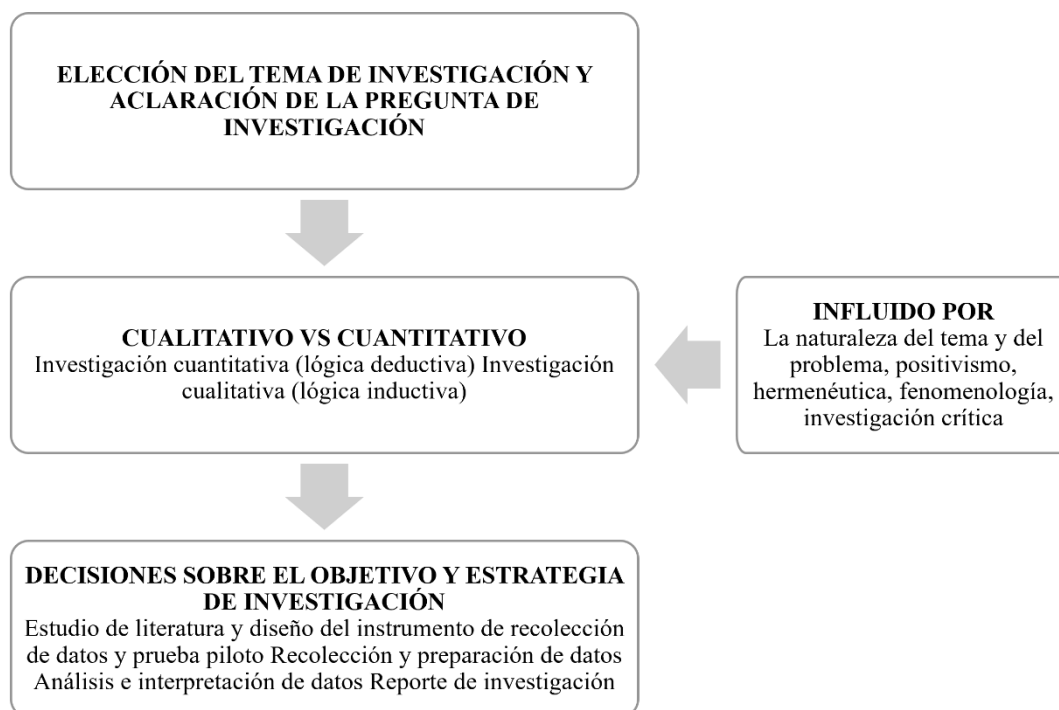 ELECCIÓN DEL TEMA DE INVESTIGACIÓN Y
ACLARACIÓN DE LA PREGUNTA DE
INVESTIGACIÓN
CUALITATIVO VS CUANTITATIVO
Investigación cuantitativa (lógica deductiva) Investigación
cualitativa (lógica inductiva)
INFLUIDO POR
La naturaleza del tema y del
problema, positivismo,
hermenéutica, fenomenología,
investigación crítica
DECISIONES SOBRE EL OBJETIVO Y ESTRATEGIA
DE INVESTIGACIÓN
Estudio de literatura y diseño del instrumento de recolección
de datos y prueba piloto Recolección y preparación de datos
Análisis e interpretación de datos Reporte de investigación